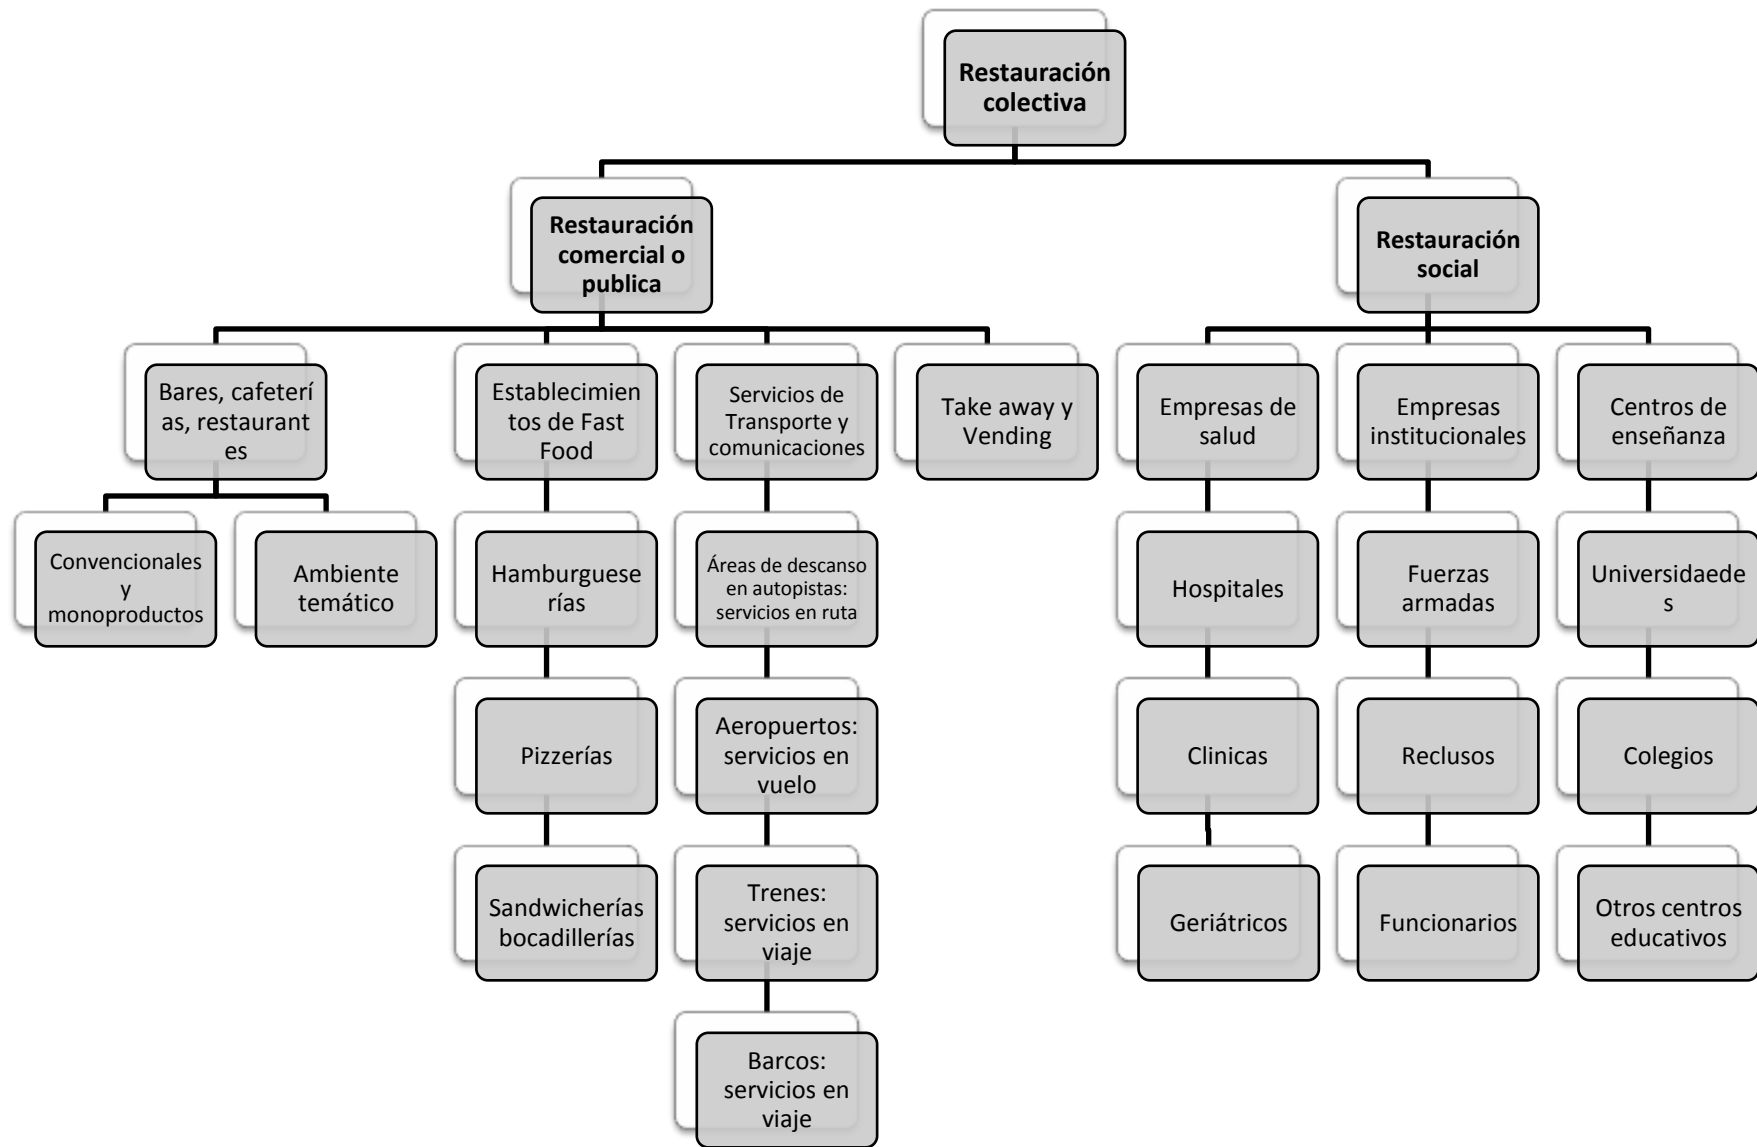 Restauración
colectiva
Restauración
comercial o
publica
Restauración
social
Bares, cafeterí
as, restaurant
es
Establecimien
tos de Fast
Food
Servicios de
Transporte y
comunicaciones
Take away y
Vending
Empresas de
salud
Empresas
institucionales
Centros de
enseñanza
Convencionales
y
monoproductos
Ambiente
temático
Hamburguese
rías
Áreas de descanso
en autopistas:
servicios en ruta
Hospitales
Fuerzas
armadas
Universidaede
s
Pizzerías
Aeropuertos:
servicios en
vuelo
Clinicas
Reclusos
Colegios
Sandwicherías
bocadillerías
Trenes:
servicios en
viaje
Geriátricos
Funcionarios
Otros centros
educativos
Barcos:
servicios en
viaje